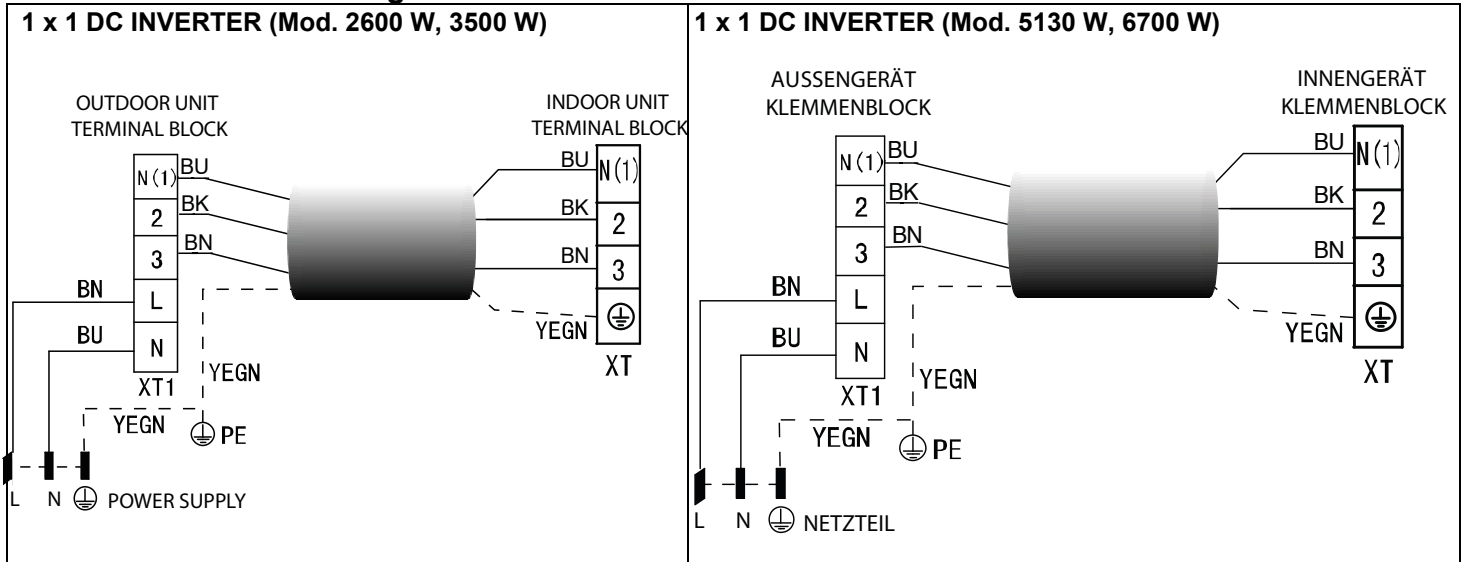 1 x 1 DC INVERTER (Mod. 2600 W, 3500 W)
OUTDOOR UNIT
TERMINAL BLOCK
INDOOR UNIT
TERMINAL BLOCK
N(1)
BU
BU
N(1)
2
BK
BK
2
3
BN
BN
3
BN
L
YEGN
BU
N
XT
XT1
YEGN
YEGN
PE
L N POWER SUPPLY
1 x 1 DC INVERTER (Mod. 5130 W, 6700 W)
AUSSENGERÄT
KLEMMENBLOCK
INNENGERÄT
KLEMMENBLOCK
N(1)
BU
BU
N(1)
2
BK
BK
2
3
BN
BN
3
BN
L
YEGN
BU
N
XT
XT1
YEGN
YEGN
PE
L N NETZTEIL